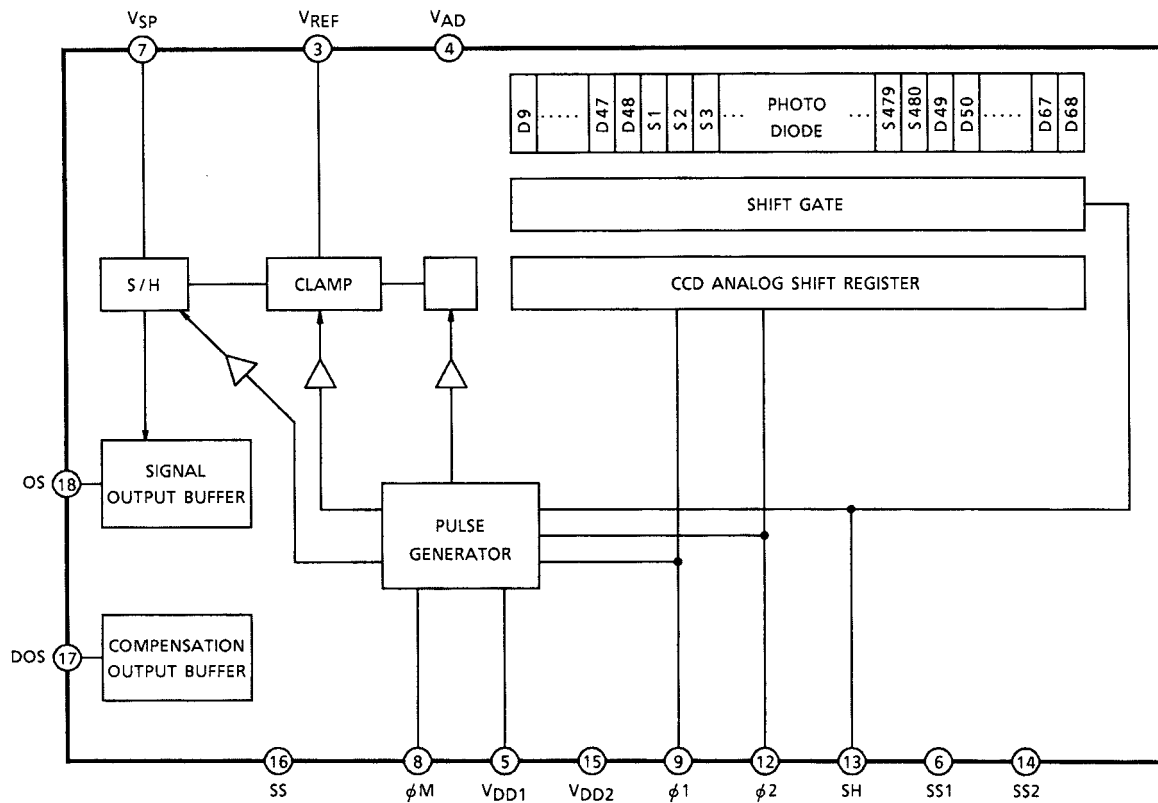 VSP VREF VAD
7 3 4
D9 ..... D47 D48 S1 S2 S3 ... PHOTO DIODE ... S479 S480 D49 D50 ..... D67 D68
SHIFT GATE
S/H CLAMP CCD ANALOG SHIFT REGISTER
OS 18
SIGNAL
OUTPUT BUFFER
PULSE
GENERATOR
DOS 17
COMPENSATION
OUTPUT BUFFER
16 8 5 15 9 12 13 6 14
SS ϕM VDD1 VDD2 ϕ1 ϕ2 SH SS1 SS2